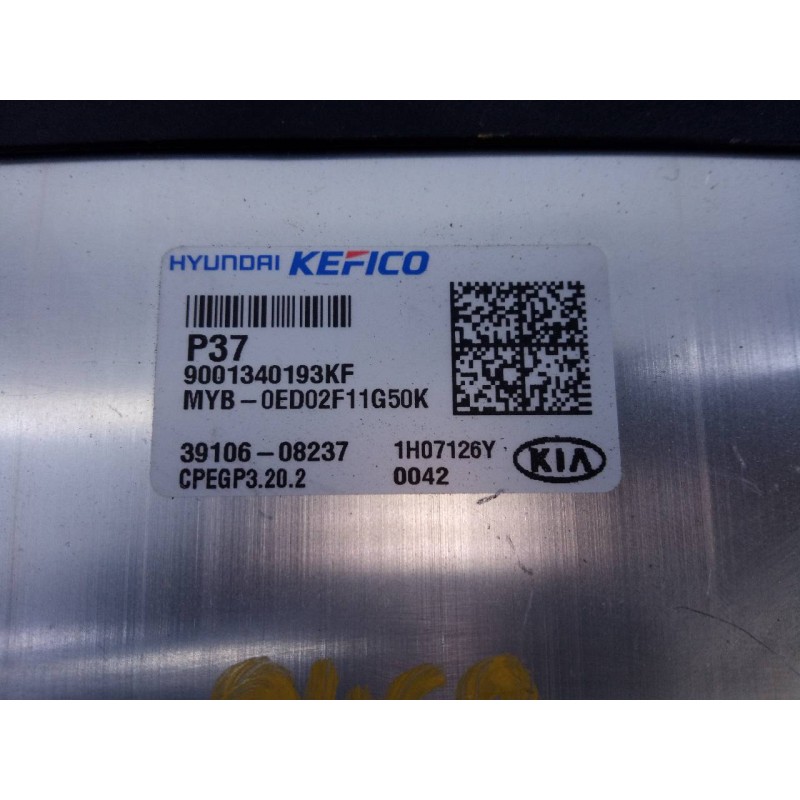 HYUNDAI KEFICO
P37
9001340193KF
MYB-0ED02F11G50K
39106-08237 1H07126Y KIA
CPEGP3.20.2 0042